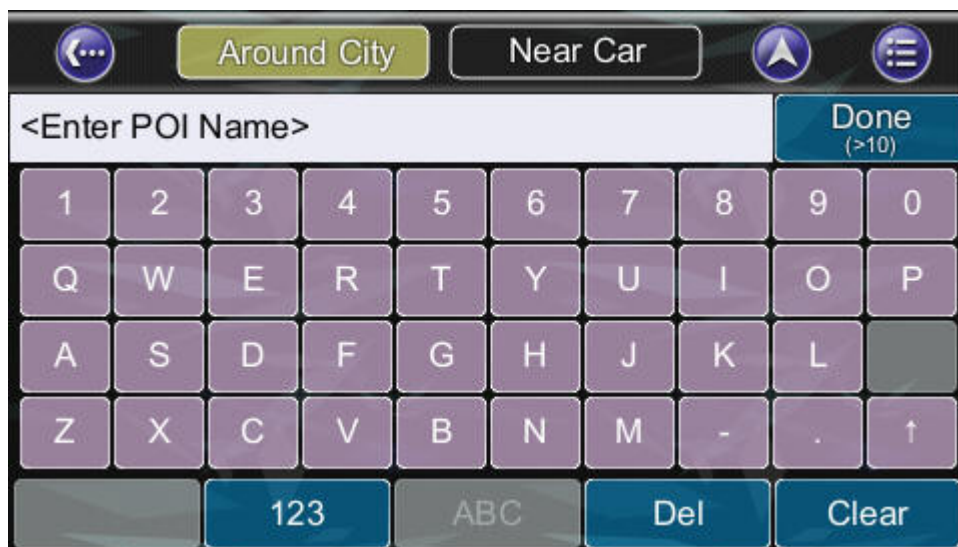 Around City Near Car
<Enter POI Name> Done
(>10)
1 2 3 4 5 6 7 8 9 0
Q W E R T Y U I O P
A S D F G H J K L
Z X C V B N M - . ↑
123 ABC Del Clear